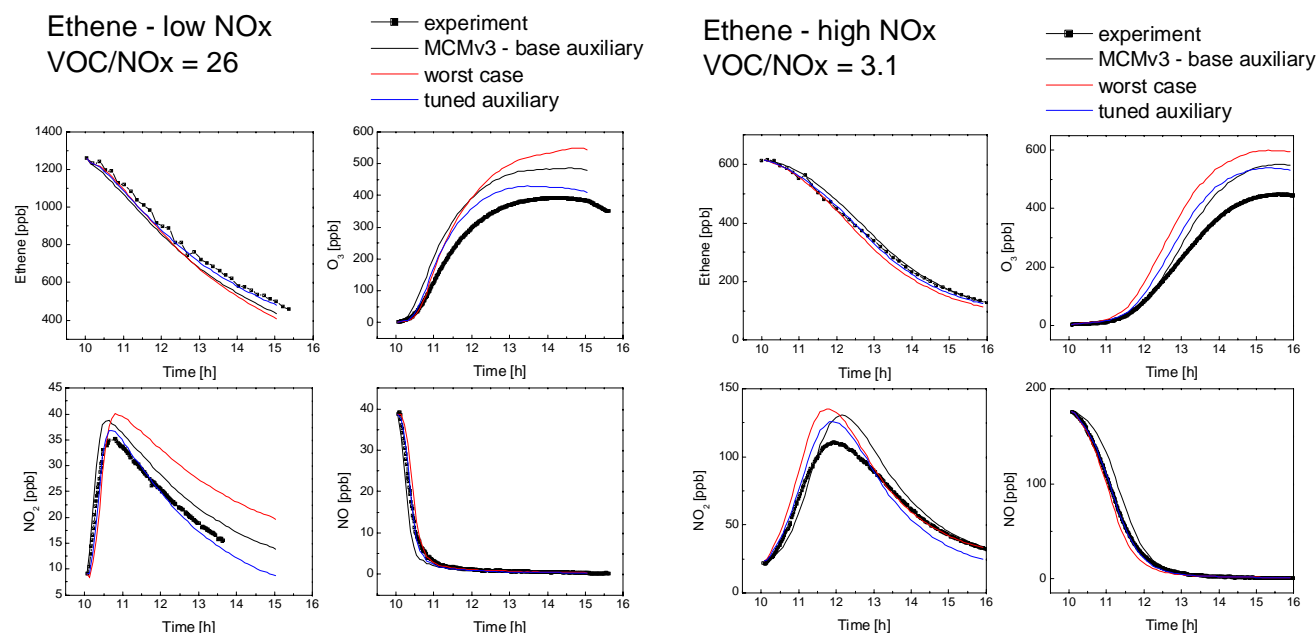 Ethene - low NOx
VOC/NOx = 26
experiment
MCMv3 - base auxiliary
worst case
tuned auxiliary
Ethene - high NOx
VOC/NOx = 3.1
experiment
MCMv3 - base auxiliary
worst case
tuned auxiliary
1400
1200
1000
800
600
400
Ethene [ppb]
10 11 12 13 14 15 16
Time [h]
600
500
400
300
200
100
0
O3 [ppb]
10 11 12 13 14 15 16
Time [h]
600
400
200
0
Ethene [ppb]
10 11 12 13 14 15 16
Time [h]
600
400
200
0
O3 [ppb]
10 11 12 13 14 15 16
Time [h]
45
40
35
30
25
20
15
10
5
NO2 [ppb]
10 11 12 13 14 15 16
Time [h]
40
30
20
10
0
NO [ppb]
10 11 12 13 14 15 16
Time [h]
150
100
50
0
NO2 [ppb]
10 11 12 13 14 15 16
Time [h]
200
100
0
NO [ppb]
10 11 12 13 14 15 16
Time [h]